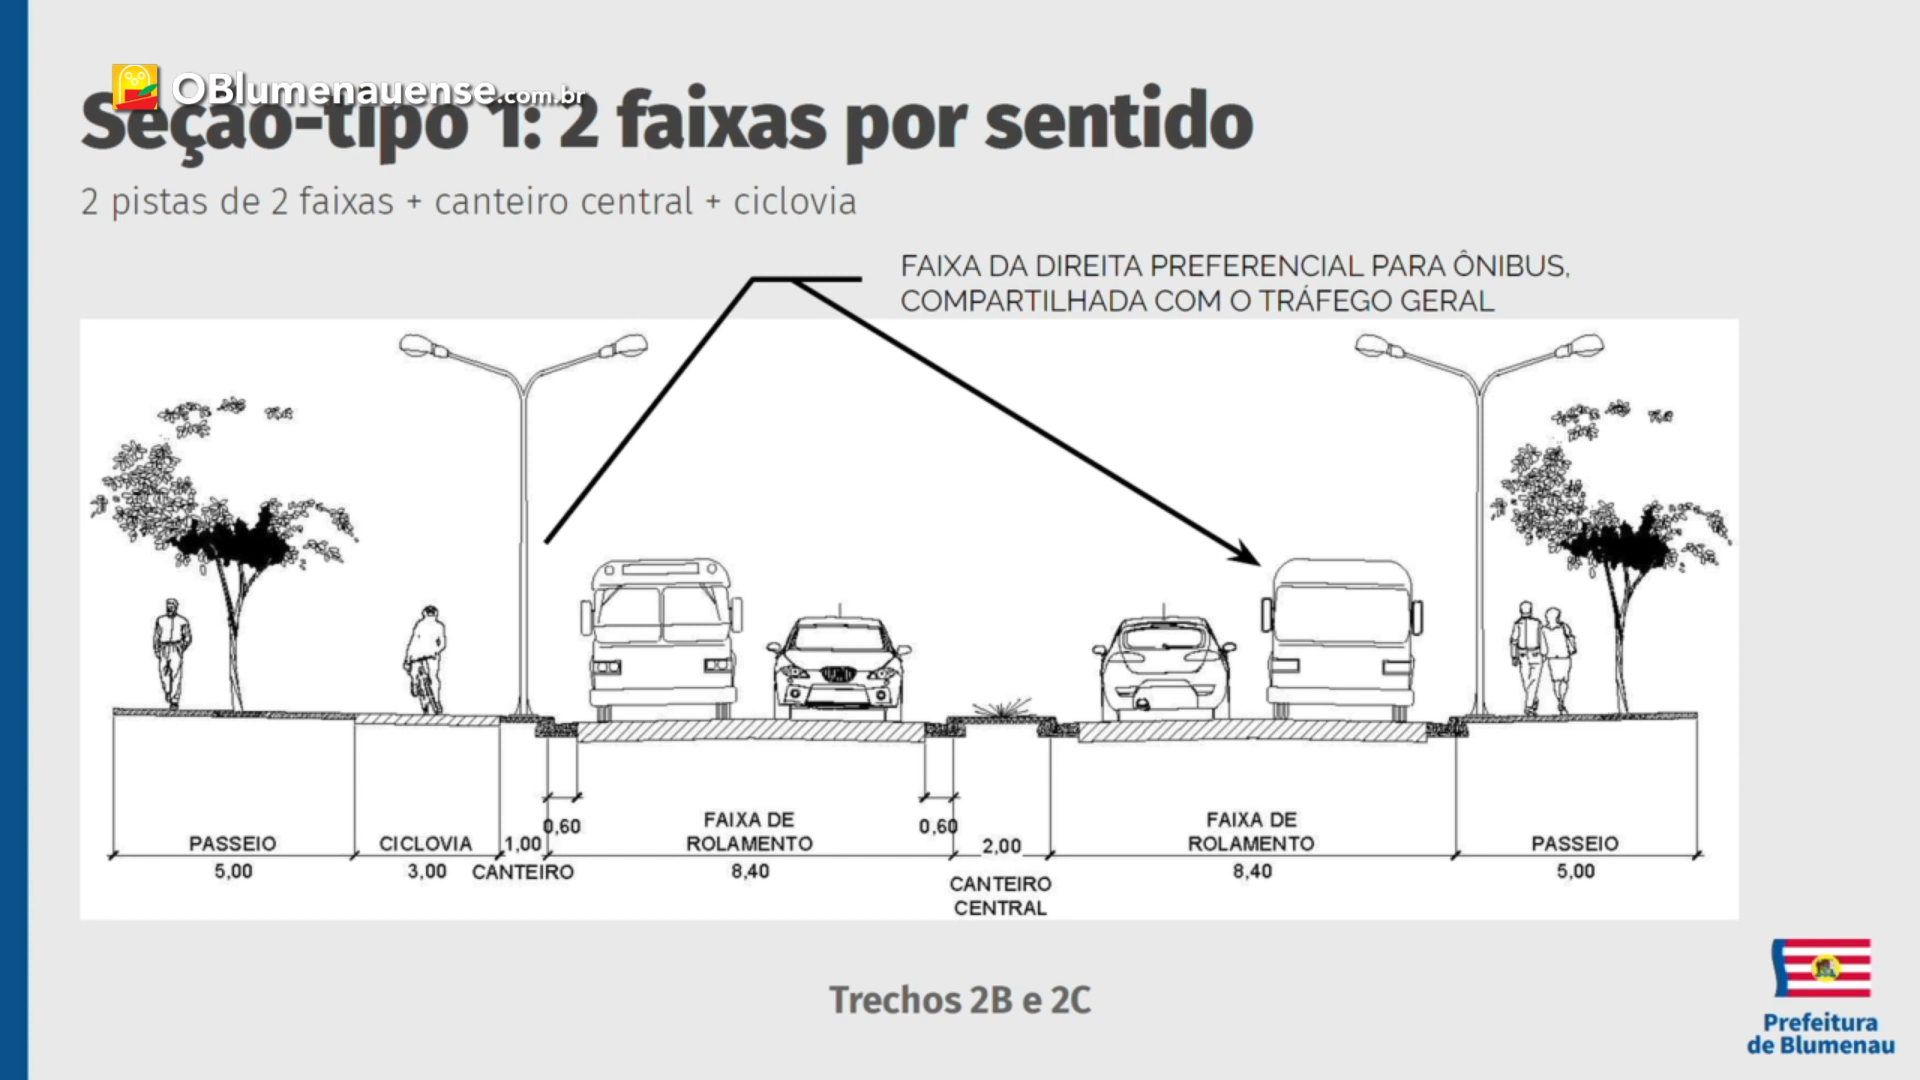 OBlumenauense.com.br
Seção-tipo 1: 2 faixas por sentido
2 pistas de 2 faixas + canteiro central + ciclovia
FAIXA DA DIREITA PREFERENCIAL PARA ÔNIBUS,
COMPARTILHADA COM O TRÁFEGO GERAL
PASSEIO
5,00
CICLOVIA
3,00
1,00
CANTEIRO
0,60
FAIXA DE
ROLAMENTO
8,40
0,60
2,00
CANTEIRO
CENTRAL
FAIXA DE
ROLAMENTO
8,40
PASSEIO
5,00
Trechos 2B e 2C
Prefeitura
de Blumenau